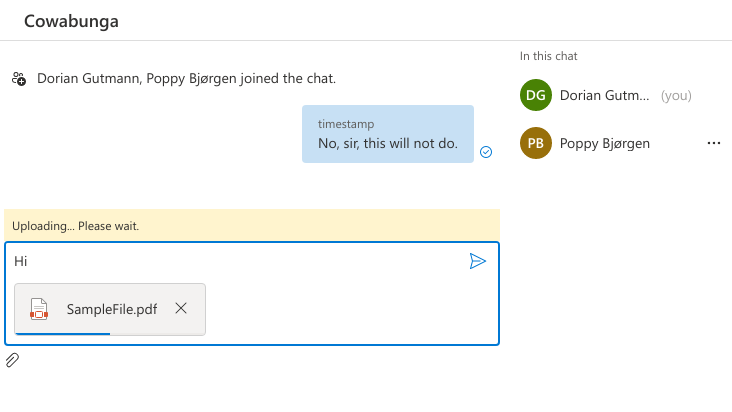 Cowabunga
In this chat
Dorian Gutmann, Poppy Bjørgen joined the chat.
DG Dorian Gutm... (you)
timestamp
No, sir, this will not do.
PB Poppy Bjørgen
Uploading... Please wait.
Hi
SampleFile.pdf